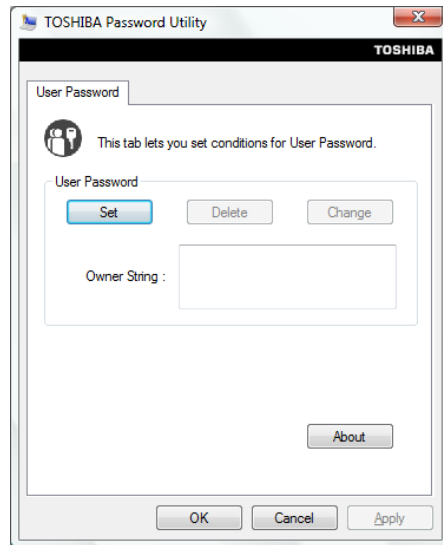 TOSHIBA Password Utility
TOSHIBA
User Password
This tab lets you set conditions for User Password.
User Password
Set Delete Change
Owner String :
About
OK Cancel Apply